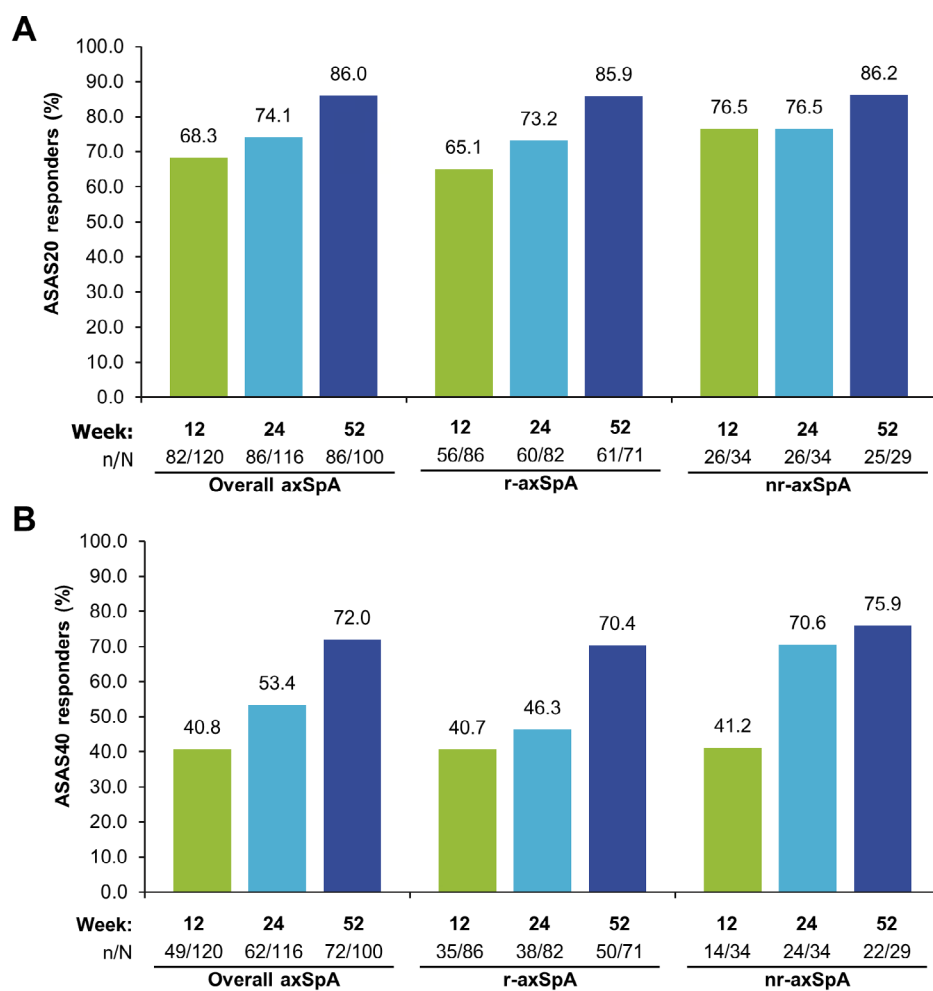 A
ASAS20 responders (%)
100.0
90.0
80.0
70.0
60.0
50.0
40.0
30.0
20.0
10.0
0.0
68.3 74.1 86.0 65.1 73.2 85.9 76.5 76.5 86.2
Week: 12 24 52 12 24 52 12 24 52
n/N 82/120 86/116 86/100 56/86 60/82 61/71 26/34 26/34 25/29
Overall axSpA r-axSpA nr-axSpA
B
ASAS40 responders (%)
100.0
90.0
80.0
70.0
60.0
50.0
40.0
30.0
20.0
10.0
0.0
40.8 53.4 72.0 40.7 46.3 70.4 41.2 70.6 75.9
Week: 12 24 52 12 24 52 12 24 52
n/N 49/120 62/116 72/100 35/86 38/82 50/71 14/34 24/34 22/29
Overall axSpA r-axSpA nr-axSpA